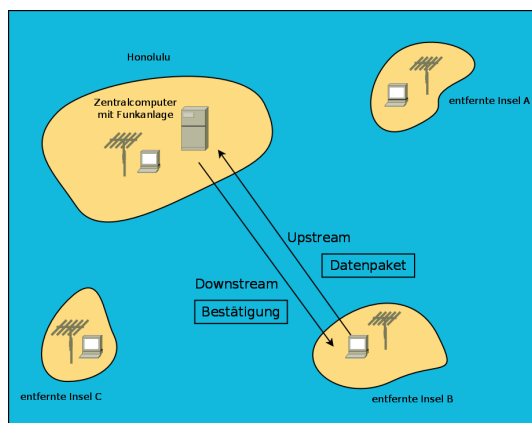 Honolulu
Zentralcomputer
mit Funkanlage
entfernte Insel A
Upstream
Datenpaket
Downstream
Bestätigung
entfernte Insel C
entfernte Insel B